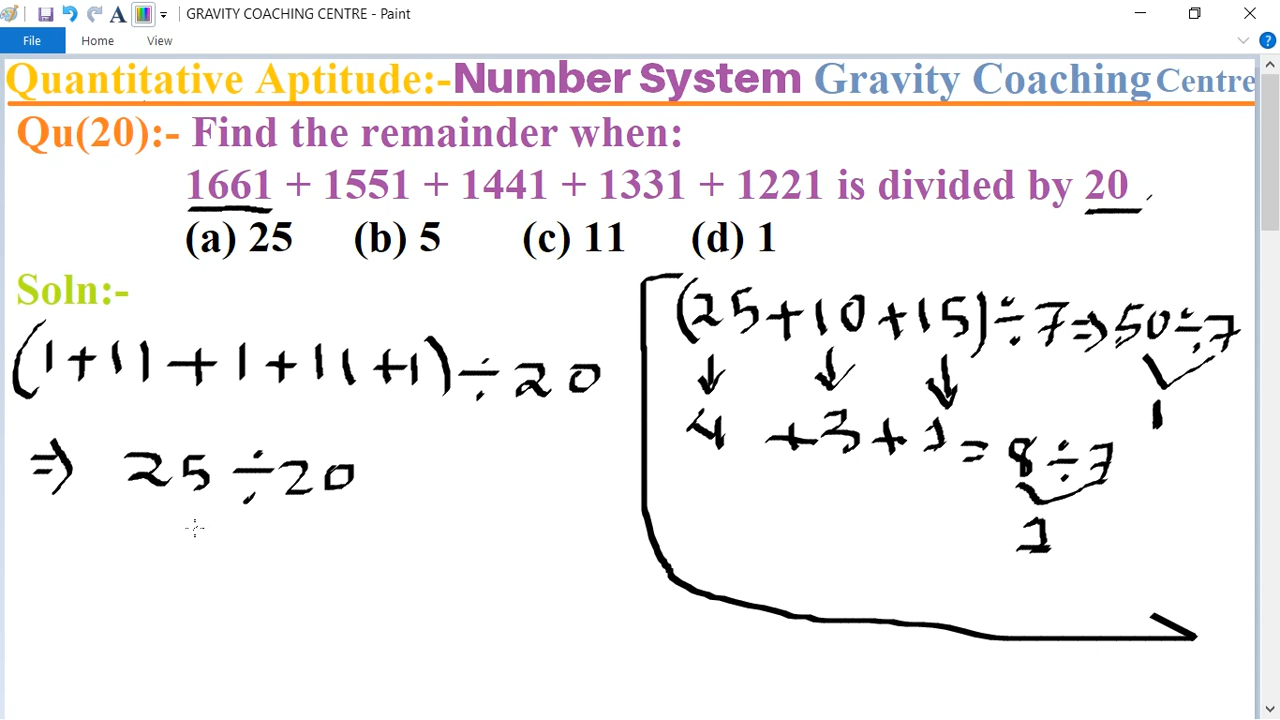 GRAVITY COACHING CENTRE - Paint
File Home View
Quantitative Aptitude:-Number System Gravity Coaching Centre
Qu(20):- Find the remainder when:
1661 + 1551 + 1441 + 1331 + 1221 is divided by 20
(a) 25 (b) 5 (c) 11 (d) 1
Soln:-
(1+11+1+11+1)÷20
⇒ 25÷20
(25+10+15)÷7⇒50÷7
1
4 +3+1=8÷7
1